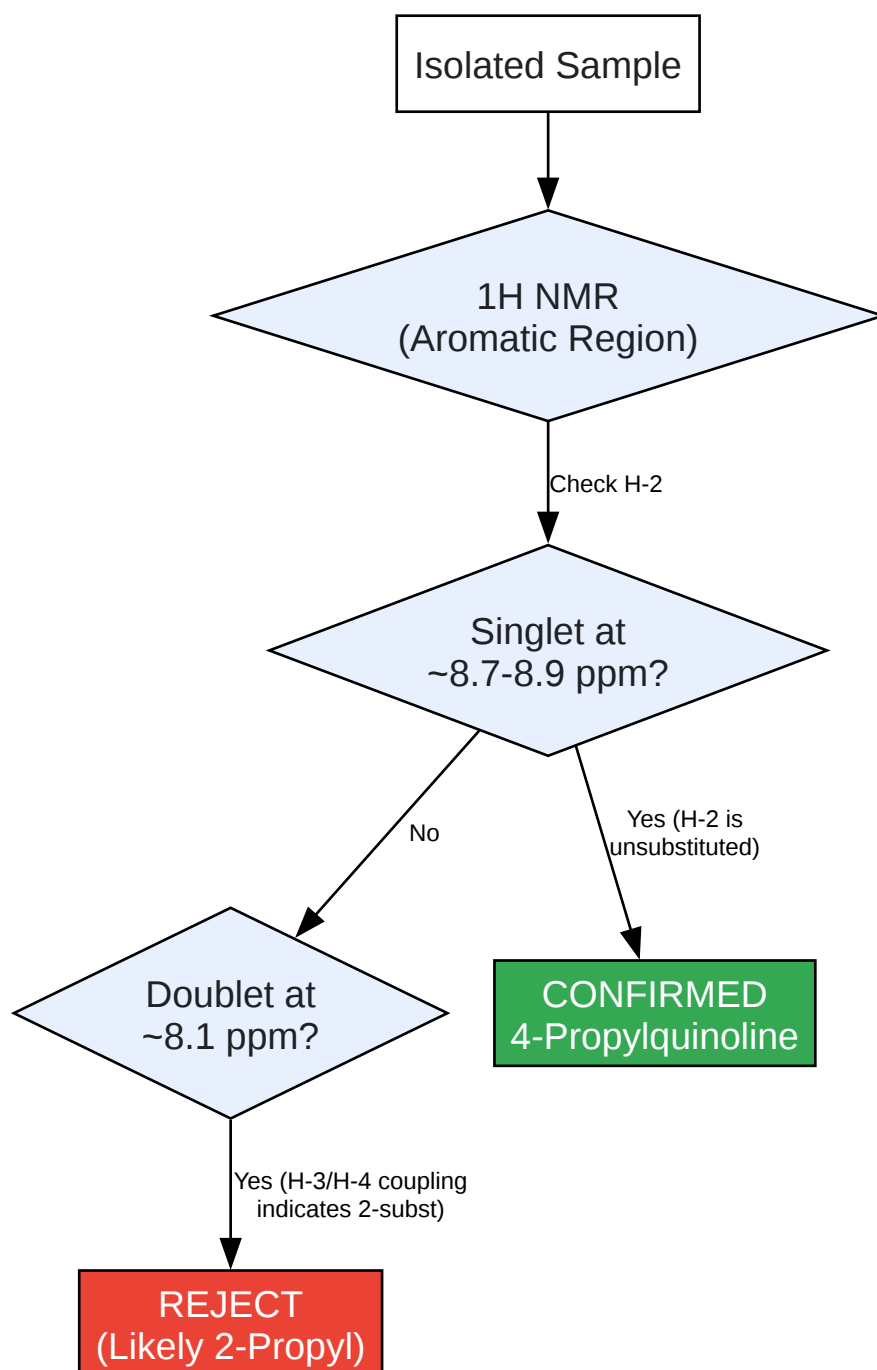 Isolated Sample
1H NMR
(Aromatic Region)
Check H-2
Singlet at
~8.7-8.9 ppm?
No
Yes (H-2 is
unsubstituted)
Doublet at
~8.1 ppm?
CONFIRMED
4-Propylquinoline
Yes (H-3/H-4 coupling
indicates 2-subst)
REJECT
(Likely 2-Propyl)